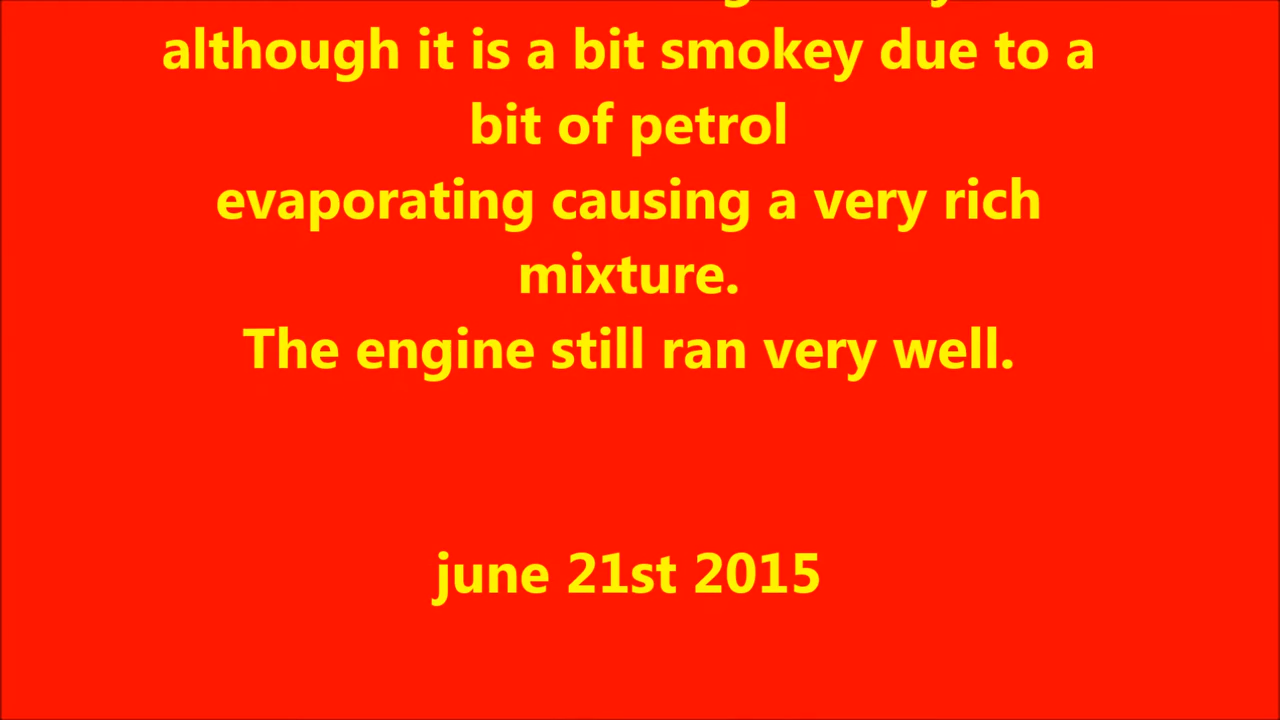 although it is a bit smokey due to a
bit of petrol
evaporating causing a very rich
mixture.
The engine still ran very well.
june 21st 2015